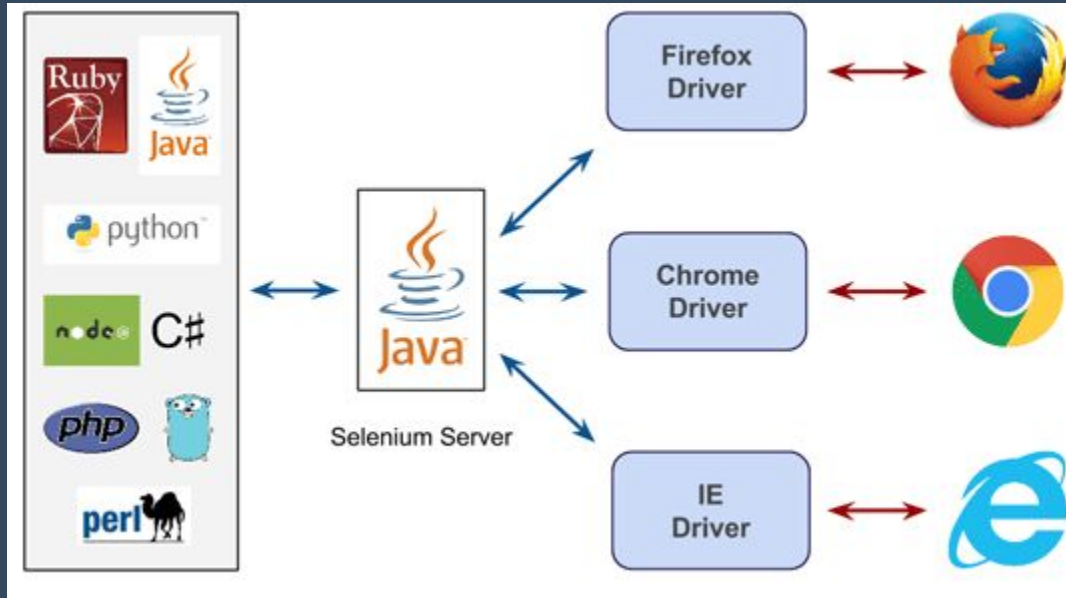 Ruby
Java
python
node
C#
php
perl
Java
Selenium Server
Firefox
Driver
Chrome
Driver
IE
Driver